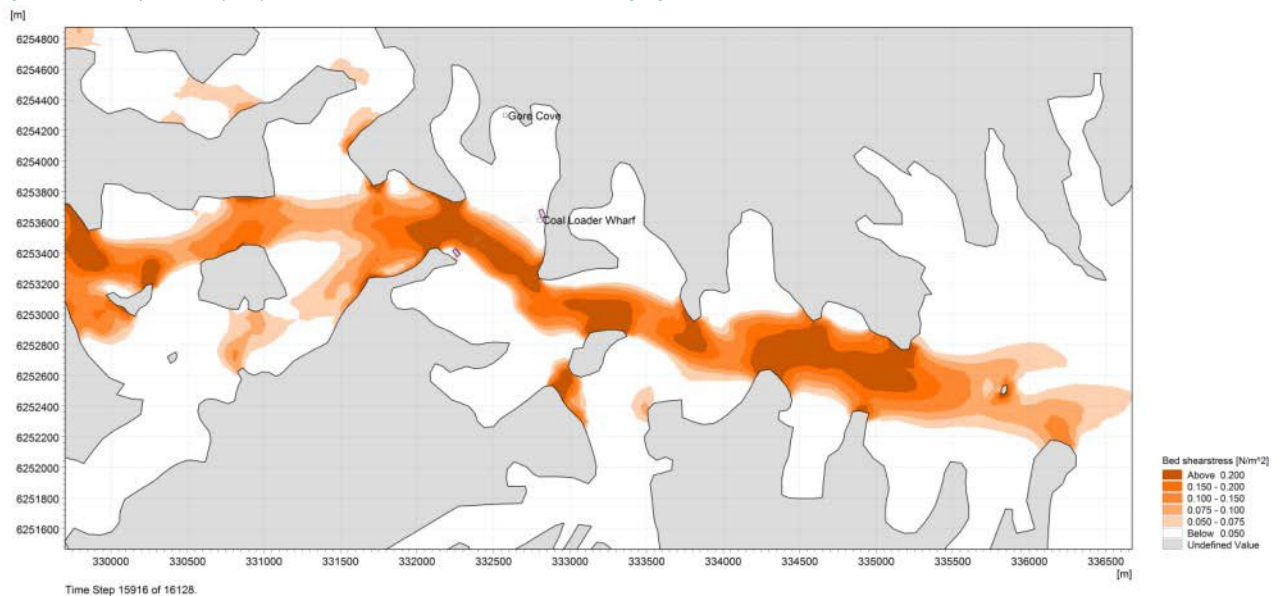 [m]
6254800
6254600
6254400
6254200
6254000
6253800
6253600
6253400
6253200
6253000
6252800
6252600
6252400
6252200
6252000
6251800
6251600
Gore Cove
Coal Loader Wharf
330000 330500 331000 331500 332000 332500 333000 333500 334000 334500 335000 335500 336000 336500
[m]
Bed shearstress [N/m^2]
Above 0.200
0.150 - 0.200
0.100 - 0.150
0.075 - 0.100
0.050 - 0.075
Below 0.050
Undefined Value
Time Step 15916 of 16128.